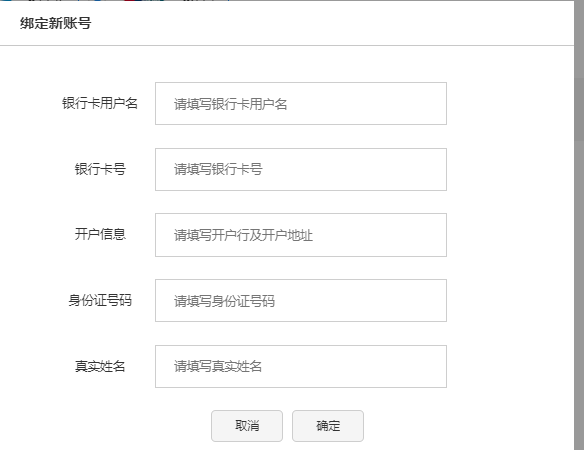 绑定新账号
银行卡用户名 请填写银行卡用户名
银行卡号 请填写银行卡号
开户信息 请填写开户行及开户地址
身份证号码 请填写身份证号码
真实姓名 请填写真实姓名
取消 确定